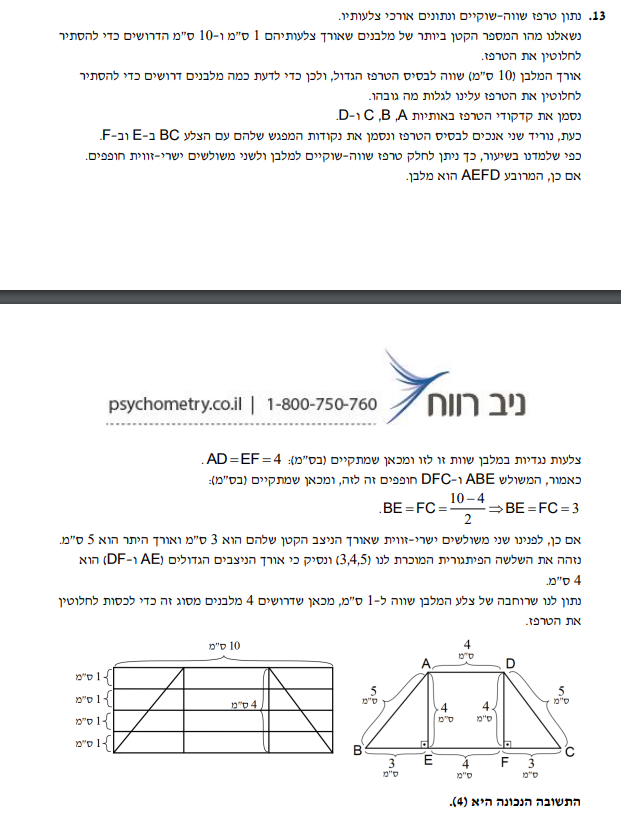 13. נתון טרפז שווה-שוקיים ונתונים אורכי צלעותיו.
נשאלנו מהו המספר הקטן ביותר של מלבנים שאורך צלעותיהם 1 ס"מ ו-10 ס"מ הדרושים כדי להסתיר
לחלוטין את הטרפז.
אורך המלבן (10 ס"מ) שווה לבסיס הטרפז הגדול, ולכן כדי לדעת כמה מלבנים דרושים כדי להסתיר
לחלוטין את הטרפז עלינו לגלות מה גובהו.
נסמן את קדקודי הטרפז באותיות A, B, C ו-D.
כעת, נוריד שני אנכים לבסיס הטרפז ונסמן את נקודות המפגש שלהם עם הצלע BC ב-E וב-F.
כפי שלמדנו בשיעור, כך ניתן לחלק טרפז שווה-שוקיים למלבן ולשני משולשים ישרי-זווית חופפים.
אם כן, המרובע AEFD הוא מלבן.
ניב רווח
psychometry.co.il | 1-800-750-760
צלעות נגדיות במלבן שוות זו לזו ומכאן שמתקיים (בס"מ): AD = EF = 4 .
כאמור, המשולש ABE ו-DFC חופפים זה לזה, ומכאן שמתקיים (בס"מ):
BE = FC = \frac{10-4}{2} ⇒ BE = FC = 3.
אם כן, לפנינו שני משולשים ישרי-זווית שאורך הניצב הקטן שלהם הוא 3 ס"מ ואורך היתר הוא 5 ס"מ.
נזהה את השלשה הפיתגורית המוכרת לנו (3,4,5) ונסיק כי אורך הניצבים הגדולים (AE ו-DF) הוא
4 ס"מ.
נתון לנו שרוחבה של צלע המלבן שווה ל-1 ס"מ, מכאן שדרושים 4 מלבנים מסוג זה כדי לכסות לחלוטין
את הטרפז.
10 ס"מ
1 ס"מ
1 ס"מ
1 ס"מ
1 ס"מ
4 ס"מ
4
ס"מ
A D
5
ס"מ
5
ס"מ
4
ס"מ
4
ס"מ
B E F C
3
ס"מ
4
ס"מ
3
ס"מ
התשובה הנכונה היא (4).